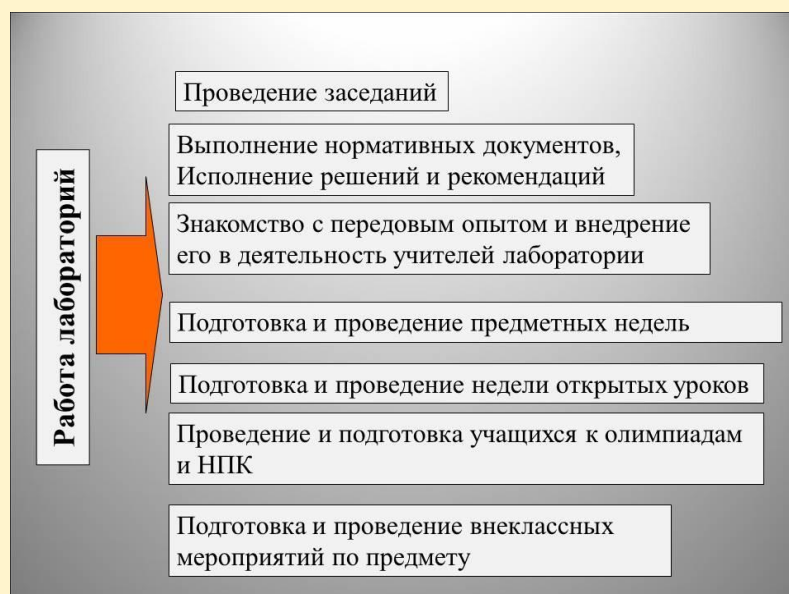 Работа лабораторий
Проведение заседаний
Выполнение нормативных документов,
Исполнение решений и рекомендаций
Знакомство с передовым опытом и внедрение
его в деятельность учителей лаборатории
Подготовка и проведение предметных недель
Подготовка и проведение недели открытых уроков
Проведение и подготовка учащихся к олимпиадам
и НПК
Подготовка и проведение внеклассных
мероприятий по предмету